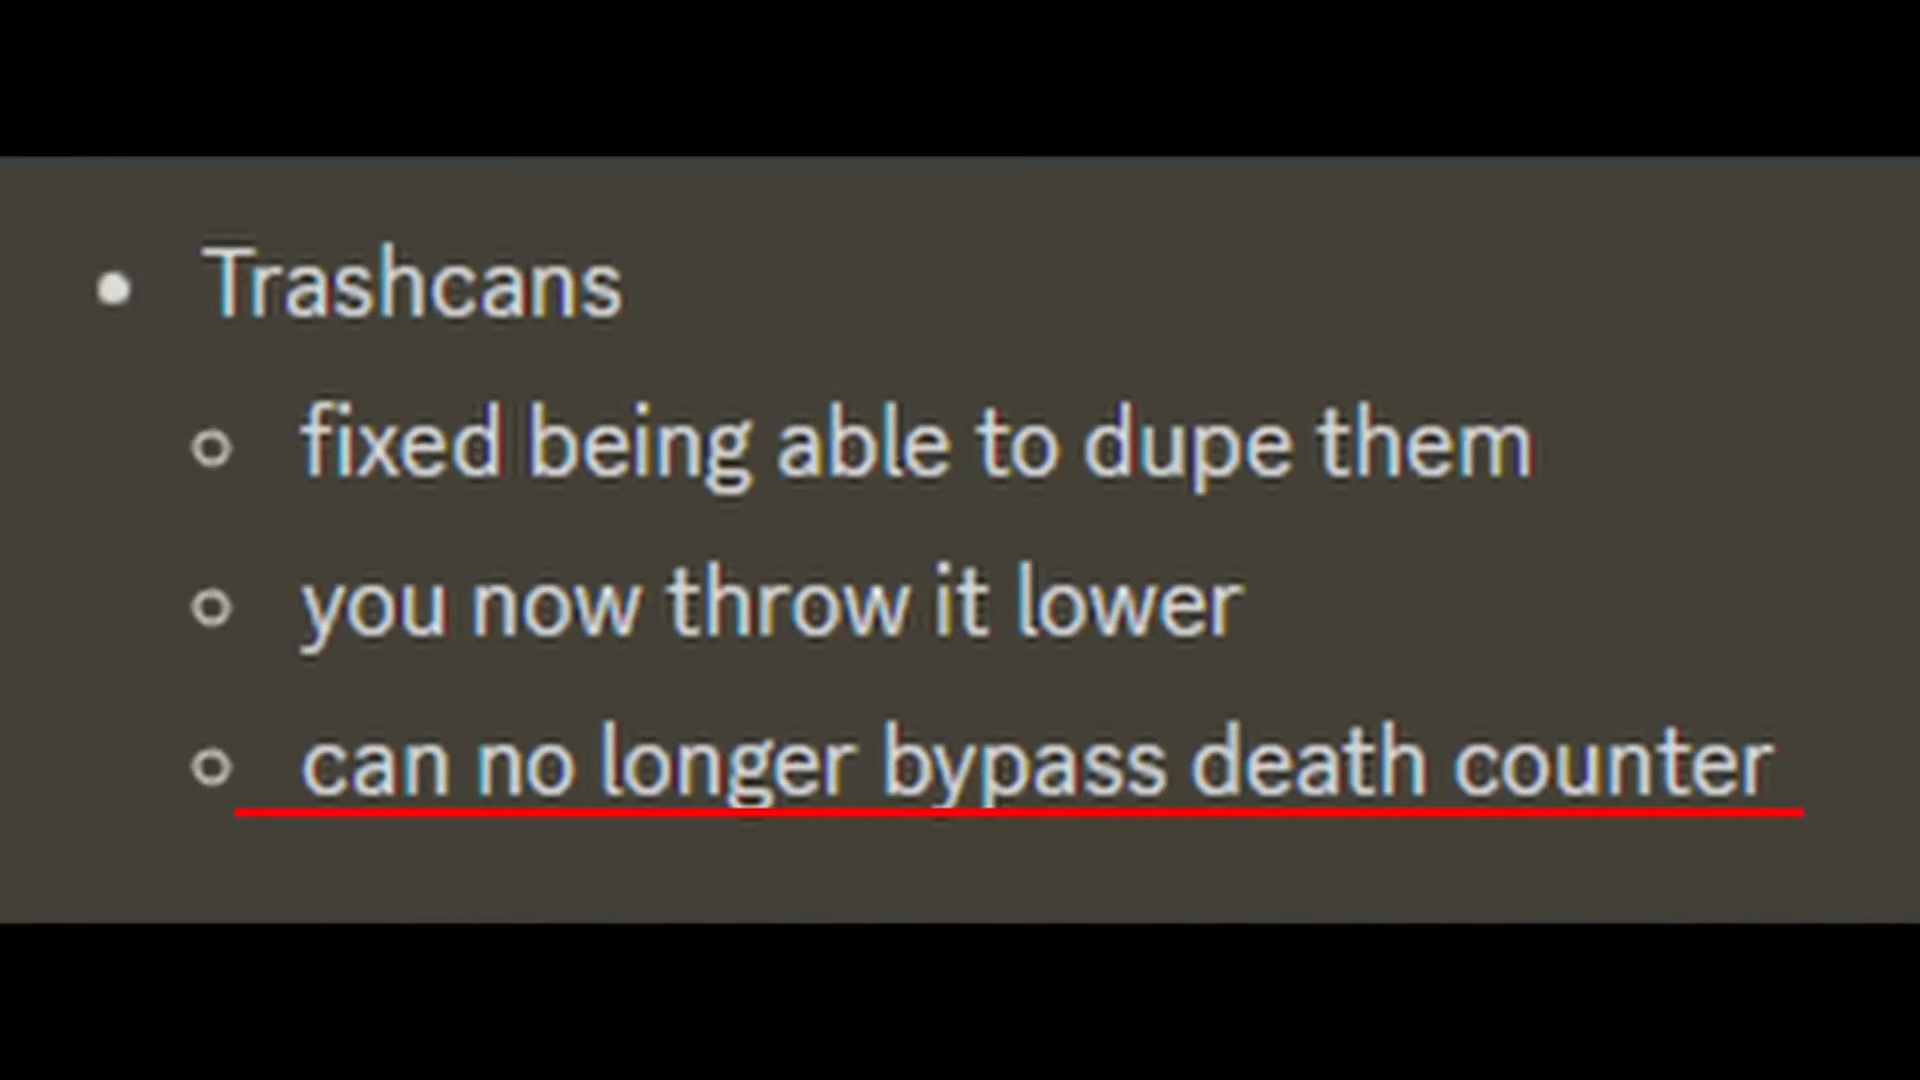 Trashcans
fixed being able to dupe them
you now throw it lower
can no longer bypass death counter